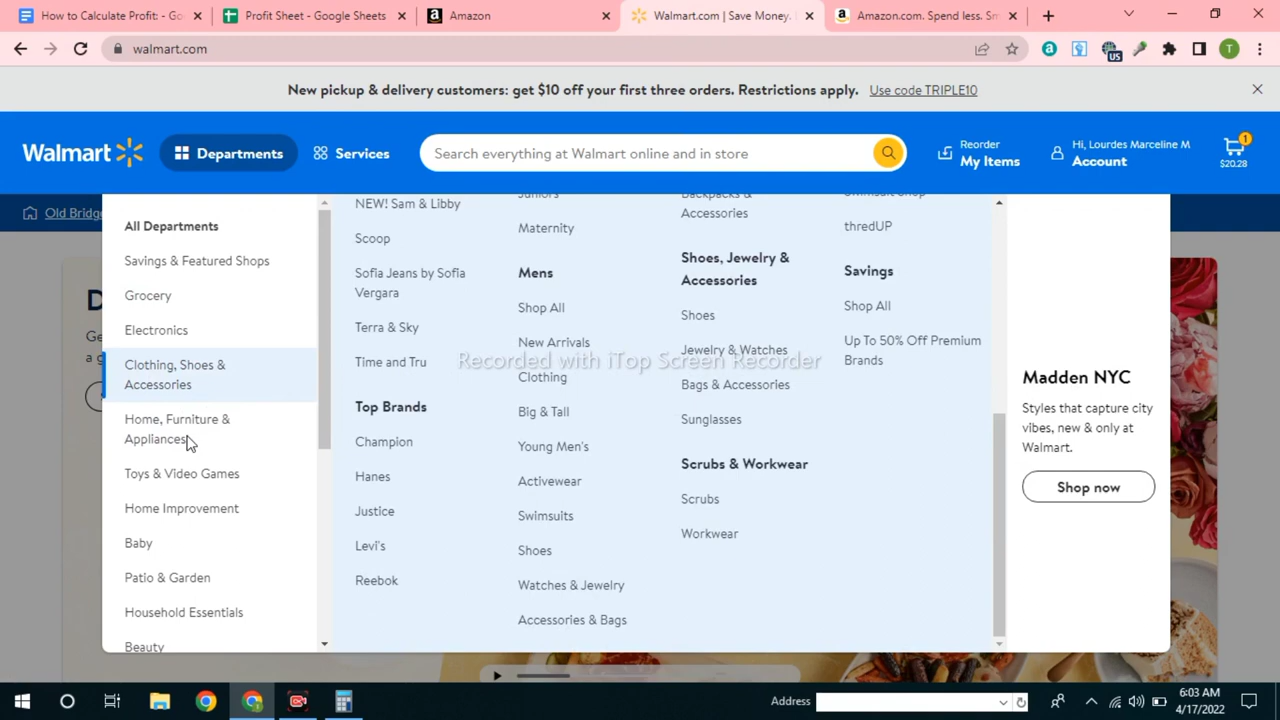 How to Calculate Profit: - Go
Profit Sheet - Google Sheets
Amazon
Walmart.com | Save Money.
Amazon.com. Spend less. Sm
walmart.com
US
T
New pickup & delivery customers: get $10 off your first three orders. Restrictions apply. Use code TRIPLE10
Walmart
Departments
Services
Search everything at Walmart online and in store
Reorder
My Items
Hi, Lourdes Marceline M
Account
1
$20.28
Old Bridg
All Departments
Savings & Featured Shops
Grocery
Electronics
Clothing, Shoes &
Accessories
Home, Furniture &
Appliances
Toys & Video Games
Home Improvement
Baby
Patio & Garden
Household Essentials
Beauty
NEW! Sam & Libby
Scoop
Sofia Jeans by Sofia
Vergara
Terra & Sky
Time and Tru
Top Brands
Champion
Hanes
Justice
Levi's
Reebok
Juniors
Maternity
Mens
Shop All
New Arrivals
Clothing
Big & Tall
Young Men's
Activewear
Swimsuits
Shoes
Watches & Jewelry
Accessories & Bags
Backpacks &
Accessories
Shoes, Jewelry &
Accessories
Shoes
Jewelry & Watches
Bags & Accessories
Sunglasses
Scrubs & Workwear
Scrubs
Workwear
Swimsuit Shop
thredUP
Savings
Shop All
Up To 50% Off Premium
Brands
Recorded with iTop Screen Recorder
Madden NYC
Styles that capture city
vibes, new & only at
Walmart.
Shop now
D
Ge
a g
Address
6:03 AM
4/17/2022